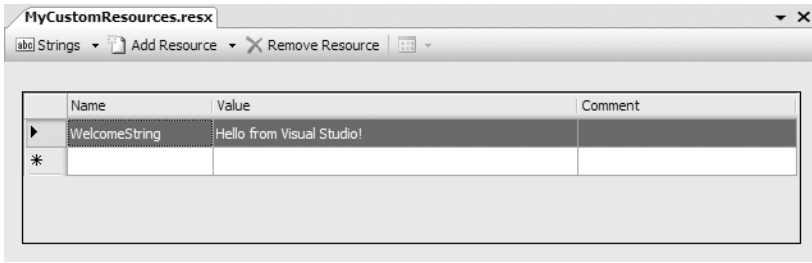 MyCustomResources.resx
abc Strings Add Resource Remove Resource
Name Value Comment
WelcomeString Hello from Visual Studio!